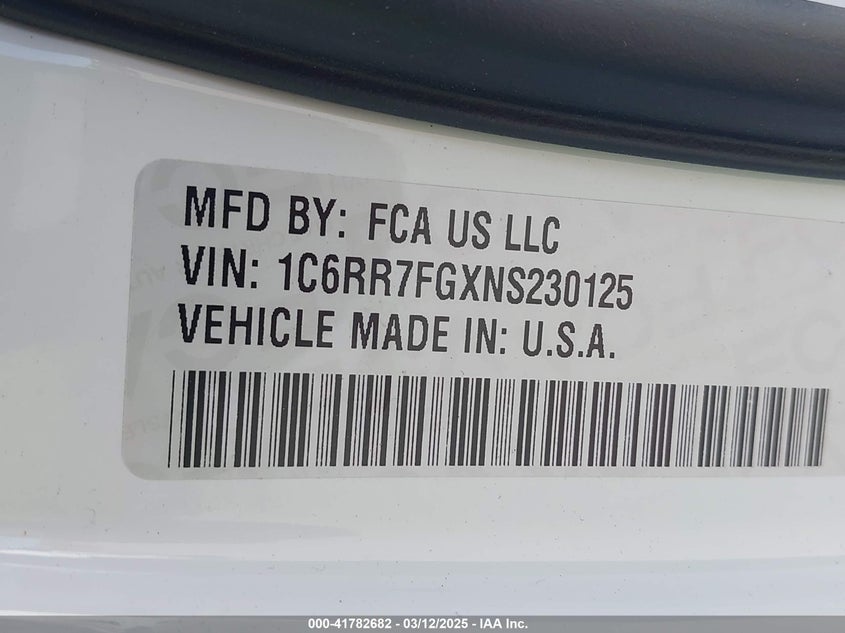 MFD BY: FCA US LLC
VIN: 1C6RR7FGXNS230125
VEHICLE MADE IN: U.S.A.
000-41782682 - 03/12/2025 - IAA Inc.